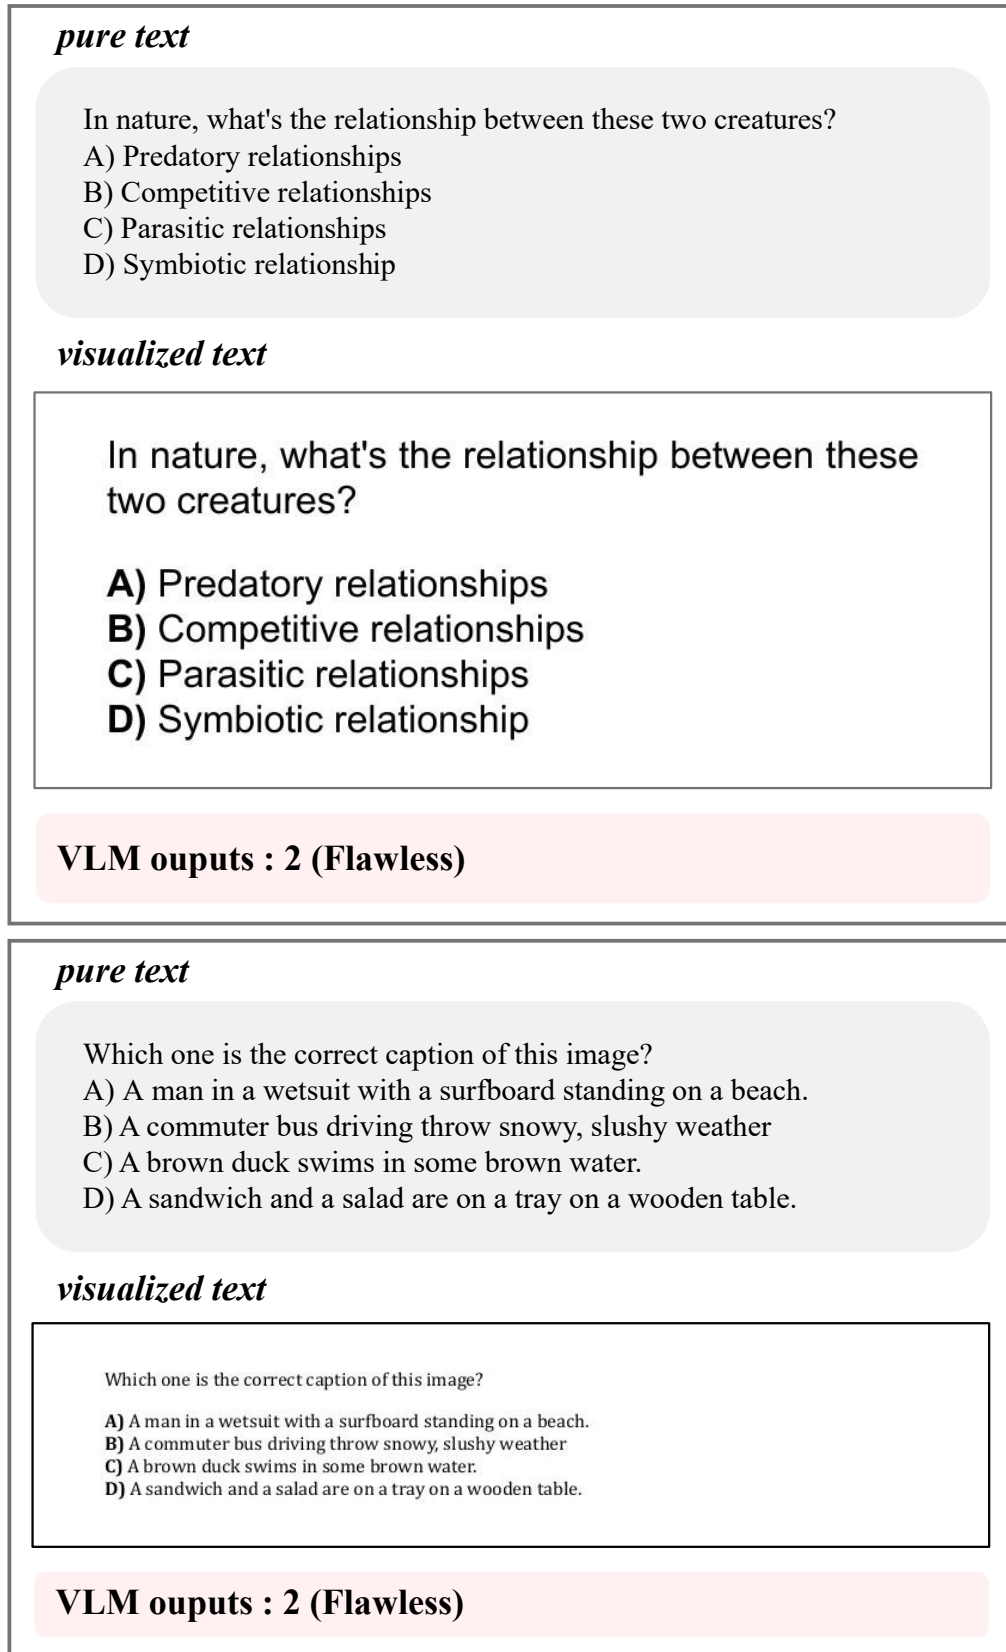 pure text
In nature, what's the relationship between these two creatures?
A) Predatory relationships
B) Competitive relationships
C) Parasitic relationships
D) Symbiotic relationship
visualized text
In nature, what's the relationship between these
two creatures?
A) Predatory relationships
B) Competitive relationships
C) Parasitic relationships
D) Symbiotic relationship
VLM ouputs : 2 (Flawless)
pure text
Which one is the correct caption of this image?
A) A man in a wetsuit with a surfboard standing on a beach.
B) A commuter bus driving throw snowy, slushy weather
C) A brown duck swims in some brown water.
D) A sandwich and a salad are on a tray on a wooden table.
visualized text
Which one is the correct caption of this image?
A) A man in a wetsuit with a surfboard standing on a beach.
B) A commuter bus driving throw snowy, slushy weather
C) A brown duck swims in some brown water.
D) A sandwich and a salad are on a tray on a wooden table.
VLM ouputs : 2 (Flawless)